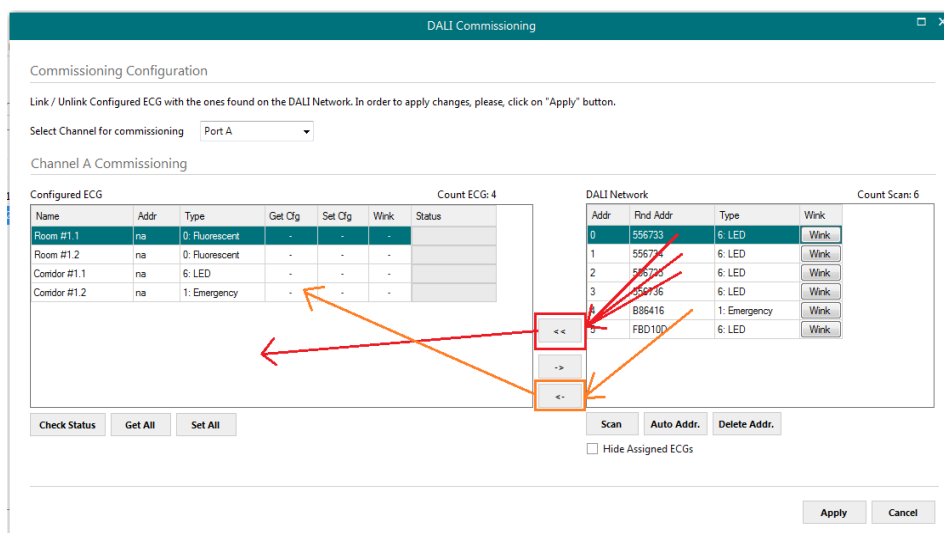 DALI Commissioning
Commissioning Configuration
Link / Unlink Configured ECG with the ones found on the DALI Network. In order to apply changes, please, click on "Apply" button.
Select Channel for commissioning Port A
Channel A Commissioning
Configured ECG Count ECG: 4
Name Addr Type Get Cfg Set Cfg Wink Status
Room #1.1 na 0: Fluorescent - - -
Room #1.2 na 0: Fluorescent - - -
Corridor #1.1 na 6: LED - - -
Corridor #1.2 na 1: Emergency - - -
Check Status Get All Set All
<<
->
<-
DALI Network Count Scan: 6
Addr Rnd Addr Type Wink
0 556733 6: LED Wink
1 556734 6: LED Wink
2 556735 6: LED Wink
3 556736 6: LED Wink
4 B86416 1: Emergency Wink
5 FBD10D 6: LED Wink
Scan Auto Addr. Delete Addr.
Hide Assigned ECGs
Apply Cancel